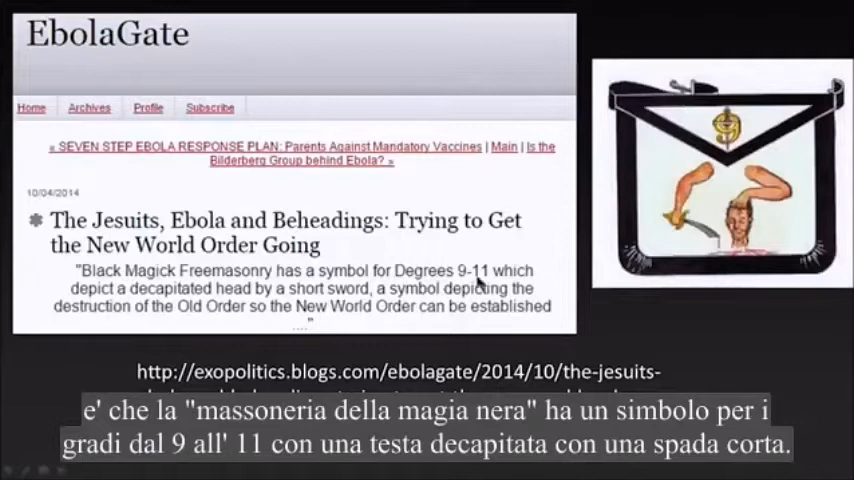 EbolaGate
Home Archives Profile Subscribe
« SEVEN STEP EBOLA RESPONSE PLAN: Parents Against Mandatory Vaccines | Main | Is the
Bilderberg Group behind Ebola? »
10/04/2014
The Jesuits, Ebola and Beheadings: Trying to Get
the New World Order Going
"Black Magick Freemasonry has a symbol for Degrees 9-11 which
depict a decapitated head by a short sword, a symbol depicting the
destruction of the Old Order so the New World Order can be established
...."
9
http://exopolitics.blogs.com/ebolagate/2014/10/the-jesuits-
e' che la "massoneria della magia nera" ha un simbolo per i
gradi dal 9 all' 11 con una testa decapitata con una spada corta.